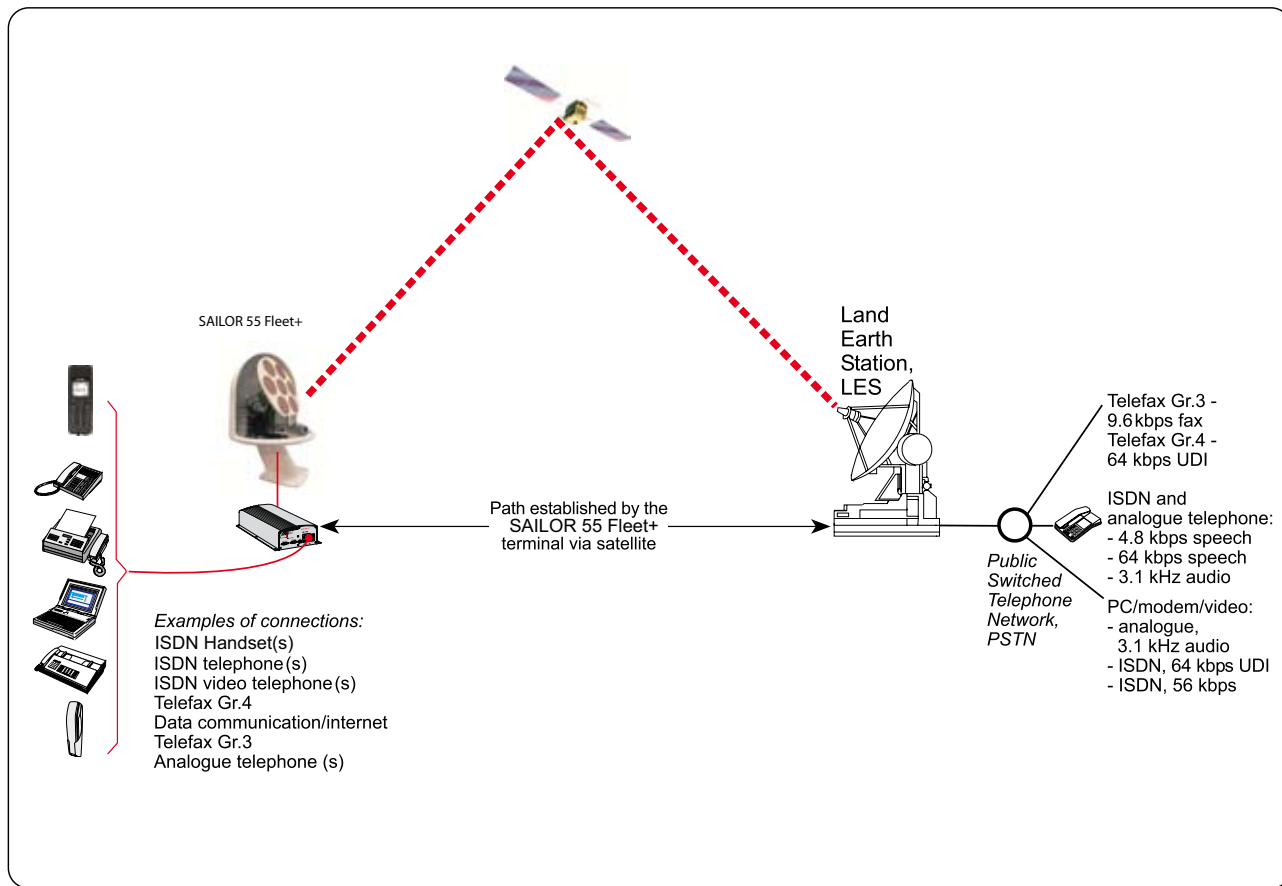 SAILOR 55 Fleet+
Land
Earth
Station,
LES
Path established by the
SAILOR 55 Fleet+
terminal via satellite
Examples of connections:
ISDN Handset(s)
ISDN telephone(s)
ISDN video telephone(s)
Telefax Gr.4
Data communication/internet
Telefax Gr.3
Analogue telephone (s)
Public
Switched
Telephone
Network,
PSTN
Telefax Gr.3 -
9.6 kbps fax
Telefax Gr.4 -
64 kbps UDI
ISDN and
analogue telephone:
- 4.8 kbps speech
- 64 kbps speech
- 3.1 kHz audio
PC/modem/video:
- analogue,
3.1 kHz audio
- ISDN, 64 kbps UDI
- ISDN, 56 kbps